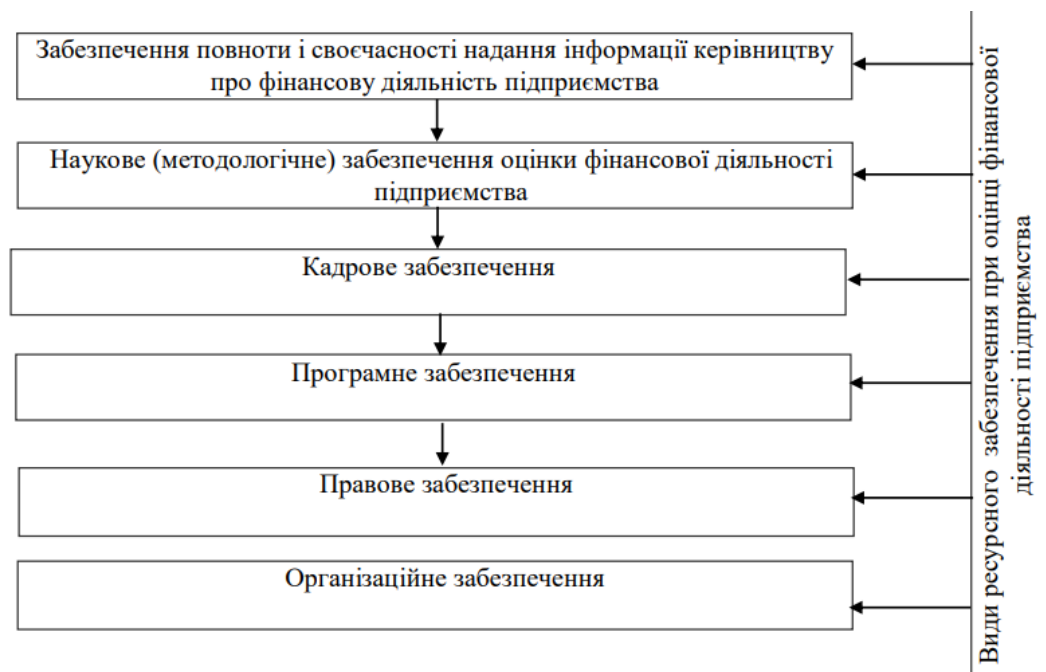 Забезпечення повноти і своєчасності надання інформації керівництву
про фінансову діяльність підприємства
Наукове (методологічне) забезпечення оцінки фінансової діяльності
підприємства
Кадрове забезпечення
Програмне забезпечення
Правове забезпечення
Організаційне забезпечення
Види ресурсного забезпечення при оцінці фінансової
діяльності підприємства